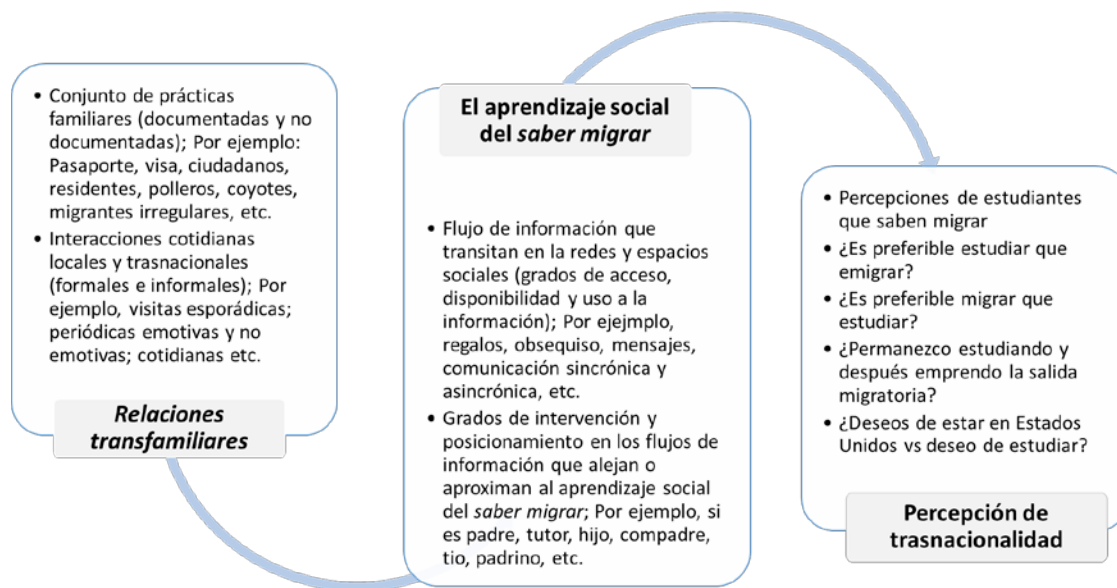 • Conjunto de prácticas
familiares (documentadas y no
documentadas); Por ejemplo:
Pasaporte, visa, ciudadanos,
residentes, polleros, coyotes,
migrantes irregulares, etc.
• Interacciones cotidianas
locales y trasnacionales
(formales e informales); Por
ejemplo, visitas esporádicas;
periódicas emotivas y no
emotivas; cotidianas etc.
Relaciones
transfamiliares
El aprendizaje social
del saber migrar
• Flujo de información que
transitan en la redes y espacios
sociales (grados de acceso,
disponibilidad y uso a la
información); Por ejejmplo,
regalos, obsequiso, mensajes,
comunicación sincrónica y
asincrónica, etc.
• Grados de intervención y
posicionamiento en los flujos de
información que alejan o
aproximan al aprendizaje social
del saber migrar; Por ejemplo, si
es padre, tutor, hijo, compadre,
tio, padrino, etc.
• Percepciones de estudiantes
que saben migrar
• ¿Es preferible estudiar que
emigrar?
• ¿Es preferible migrar que
estudiar?
• ¿Permanezco estudiando y
después emprendo la salida
migratoria?
• ¿Deseos de estar en Estados
Unidos vs deseo de estudiar?
Percepción de
trasnacionalidad